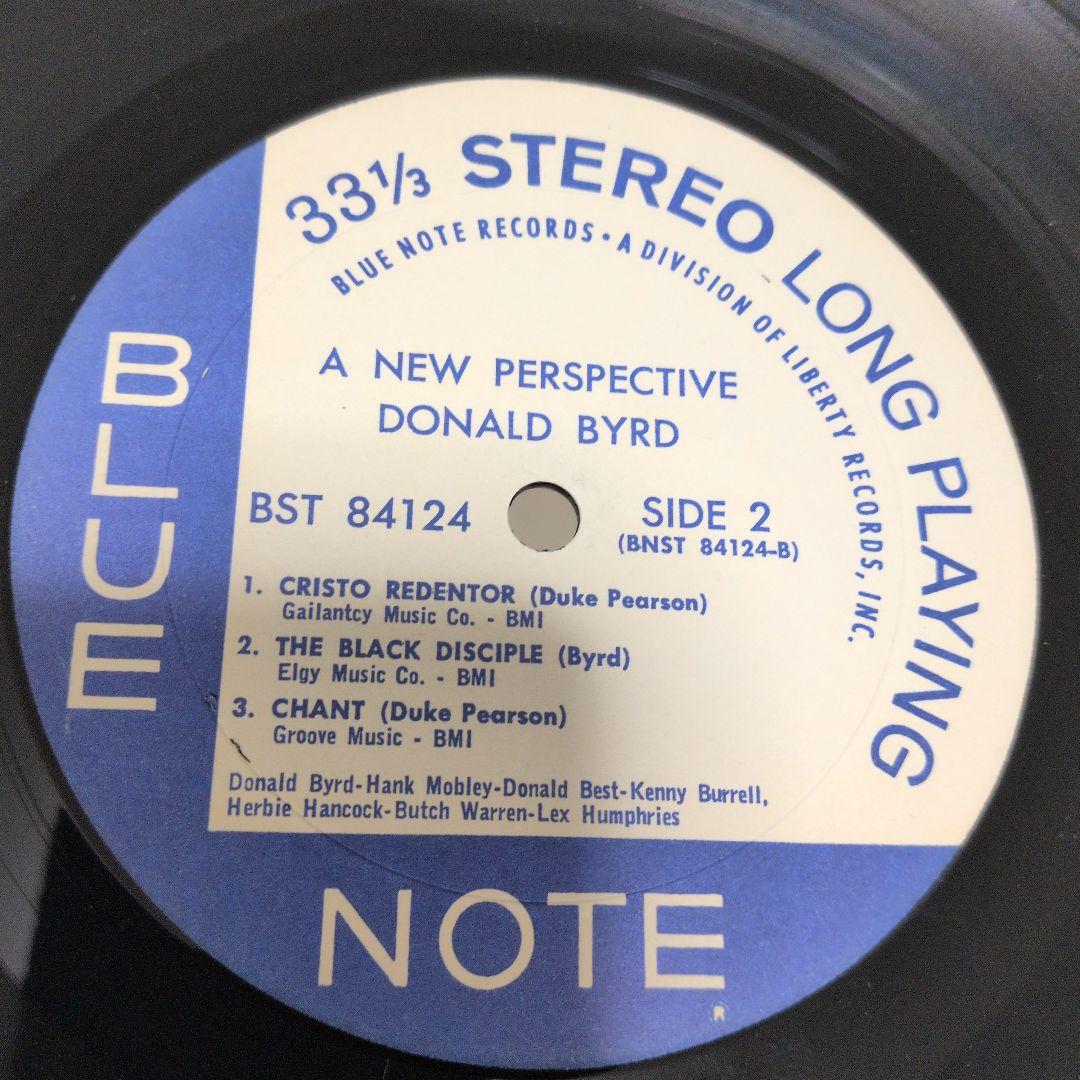 33⅓ STEREO LONG PLAYING
BLUE NOTE RECORDS • A DIVISION OF LIBERTY RECORDS, INC.
A NEW PERSPECTIVE
DONALD BYRD
BST 84124
SIDE 2
(BNST 84124-B)
1. CRISTO REDENTOR (Duke Pearson)
Gailantcy Music Co. - BMI
2. THE BLACK DISCIPLE (Byrd)
Elgy Music Co. - BMI
3. CHANT (Duke Pearson)
Groove Music - BMI
Donald Byrd-Hank Mobley-Donald Best-Kenny Burrell,
Herbie Hancock-Butch Warren-Lex Humphries
BLUE
NOTE
®